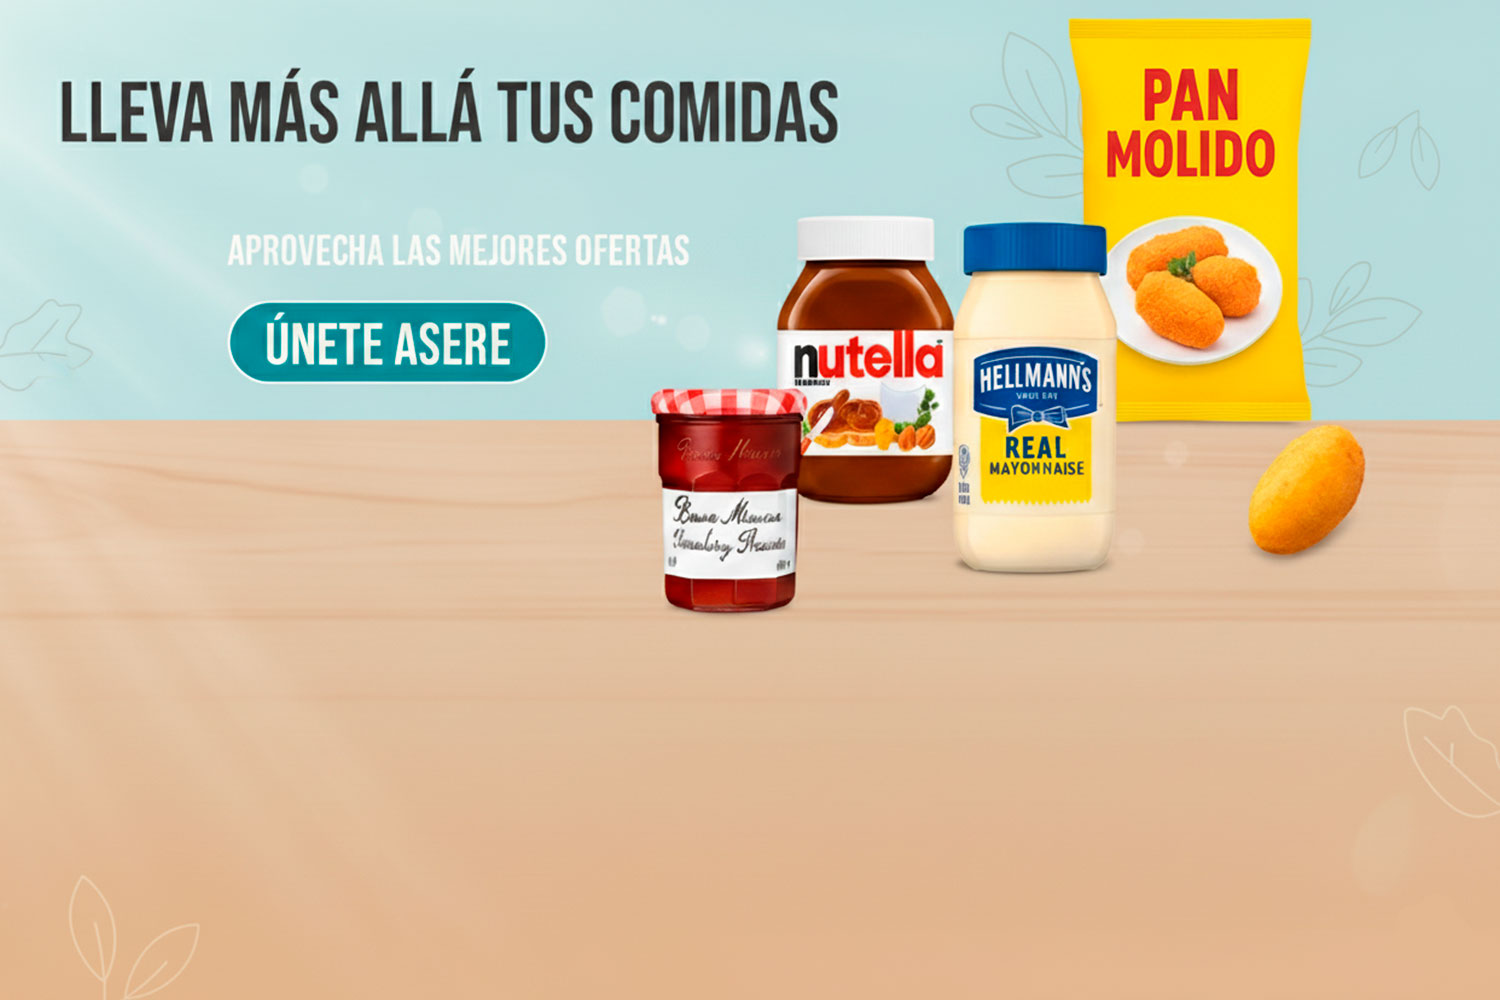 LLEVA MÁS ALLÁ TUS COMIDAS
APROVECHA LAS MEJORES OFERTAS
ÚNETE ASERE
PAN
MOLIDO
nutella
HELLMANN'S
REAL
MAYONNAISE